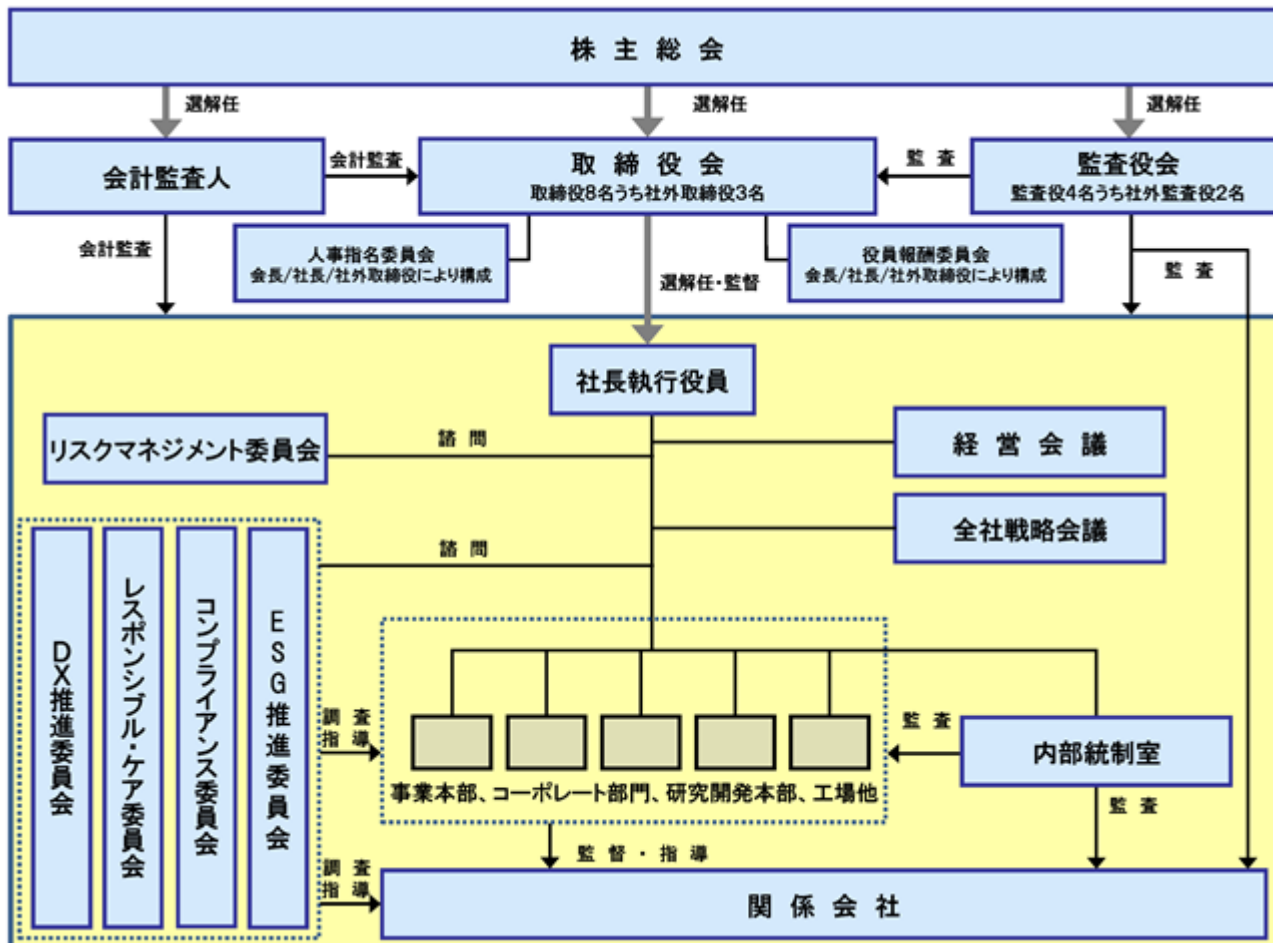 株主総会
選解任
選解任
選解任
会計監査人
会計監査
取締役会
取締役8名うち社外取締役3名
監査
監査役会
監査役4名うち社外監査役2名
会計監査
人事指名委員会
会長/社長/社外取締役により構成
選解任・監督
役員報酬委員会
会長/社長/社外取締役により構成
監査
社長執行役員
リスクマネジメント委員会
諮問
経営会議
全社戦略会議
諮問
DX推進委員会
レスポンシブル・ケア委員会
コンプライアンス委員会
ESG推進委員会
調査
指導
事業本部、コーポレート部門、研究開発本部、工場他
監査
内部統制室
監督・指導
監査
調査
指導
関係会社